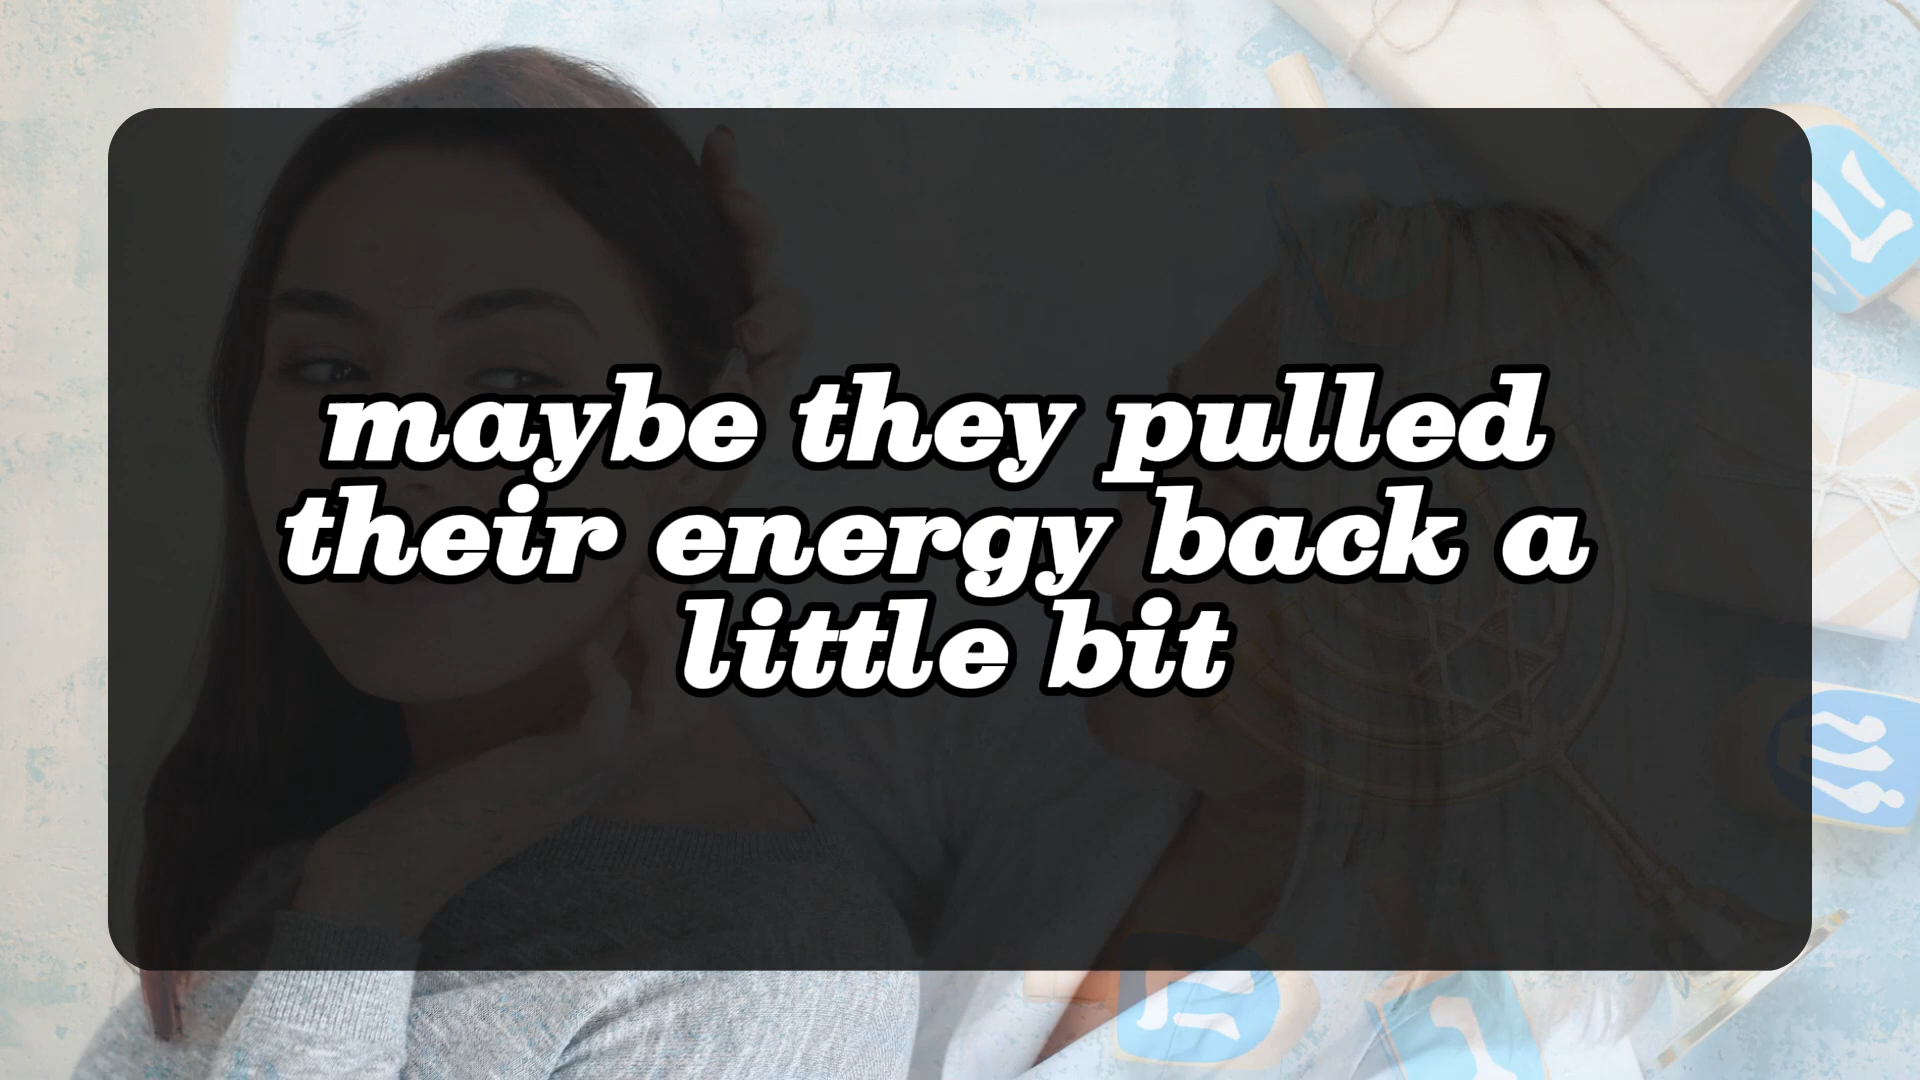 maybe they pulled
their energy back a
little bit